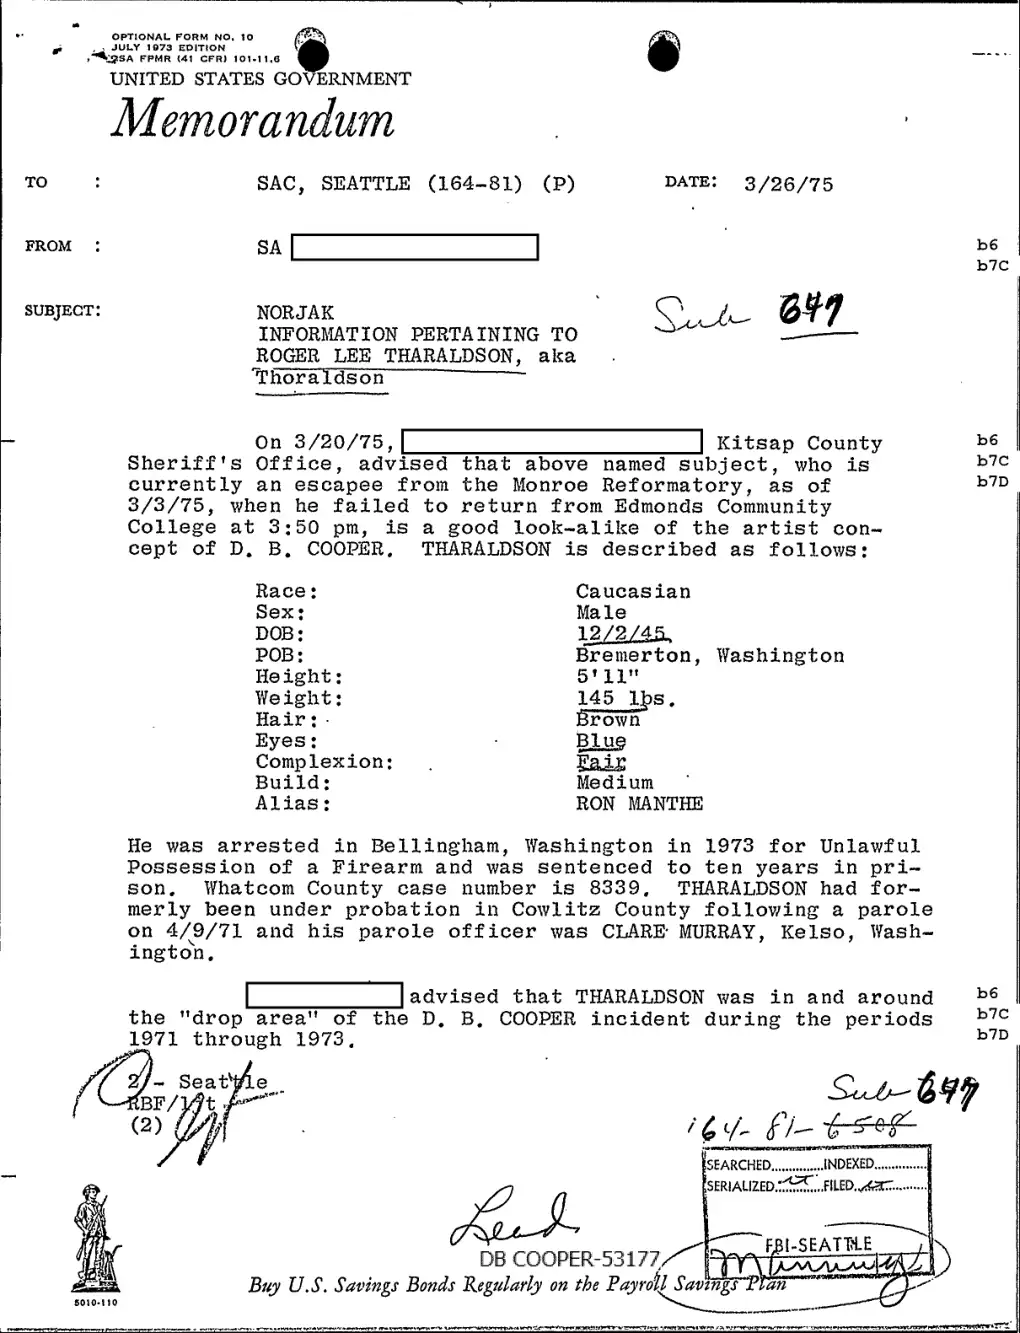 OPTIONAL FORM NO. 10
JULY 1973 EDITION
GSA FPMR (41 CFR) 101-11.6
UNITED STATES GOVERNMENT
Memorandum
TO : SAC, SEATTLE (164-81) (P) DATE: 3/26/75
FROM : SA b6
b7C
SUBJECT: NORJAK
INFORMATION PERTAINING TO
ROGER LEE THARALDSON, aka
Thoraldson
Sub 647
On 3/20/75, Kitsap County b6
Sheriff's Office, advised that above named subject, who is b7C
currently an escapee from the Monroe Reformatory, as of b7D
3/3/75, when he failed to return from Edmonds Community
College at 3:50 pm, is a good look-alike of the artist con-
cept of D. B. COOPER. THARALDSON is described as follows:
Race: Caucasian
Sex: Male
DOB: 12/2/45
POB: Bremerton, Washington
Height: 5'11"
Weight: 145 lbs.
Hair: Brown
Eyes: Blue
Complexion: Fair
Build: Medium
Alias: RON MANTHE
He was arrested in Bellingham, Washington in 1973 for Unlawful
Possession of a Firearm and was sentenced to ten years in pri-
son. Whatcom County case number is 8339. THARALDSON had for-
merly been under probation in Cowlitz County following a parole
on 4/9/71 and his parole officer was CLARE MURRAY, Kelso, Wash-
ington.
advised that THARALDSON was in and around b6
the "drop area" of the D. B. COOPER incident during the periods b7C
1971 through 1973. b7D
2 - Seattle
RBF/
(2)
Sub 647
164-81-6508
SEARCHED INDEXED
SERIALIZED FILED
FBI-SEATTLE
Lead
DB COOPER-53177
Buy U.S. Savings Bonds Regularly on the Payroll Savings Plan
5010-110